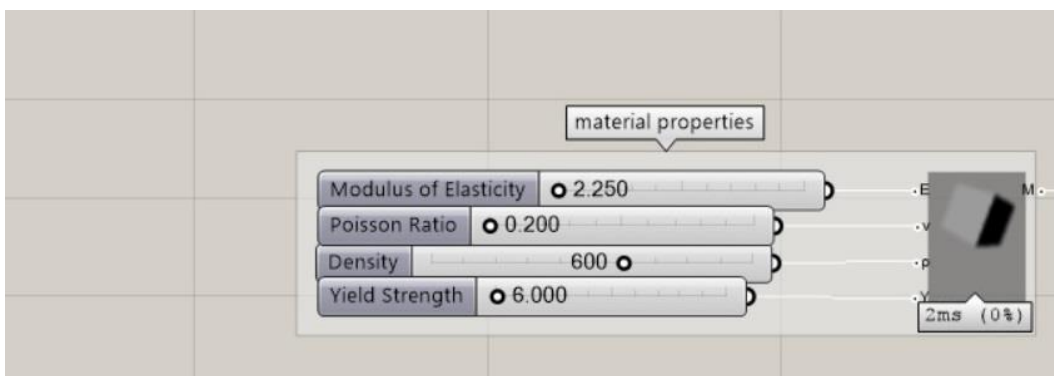 material properties
Modulus of Elasticity 2.250 E M
Poisson Ratio 0.200 v
Density 600 p
Yield Strength 6.000 Y
2ms (0%)